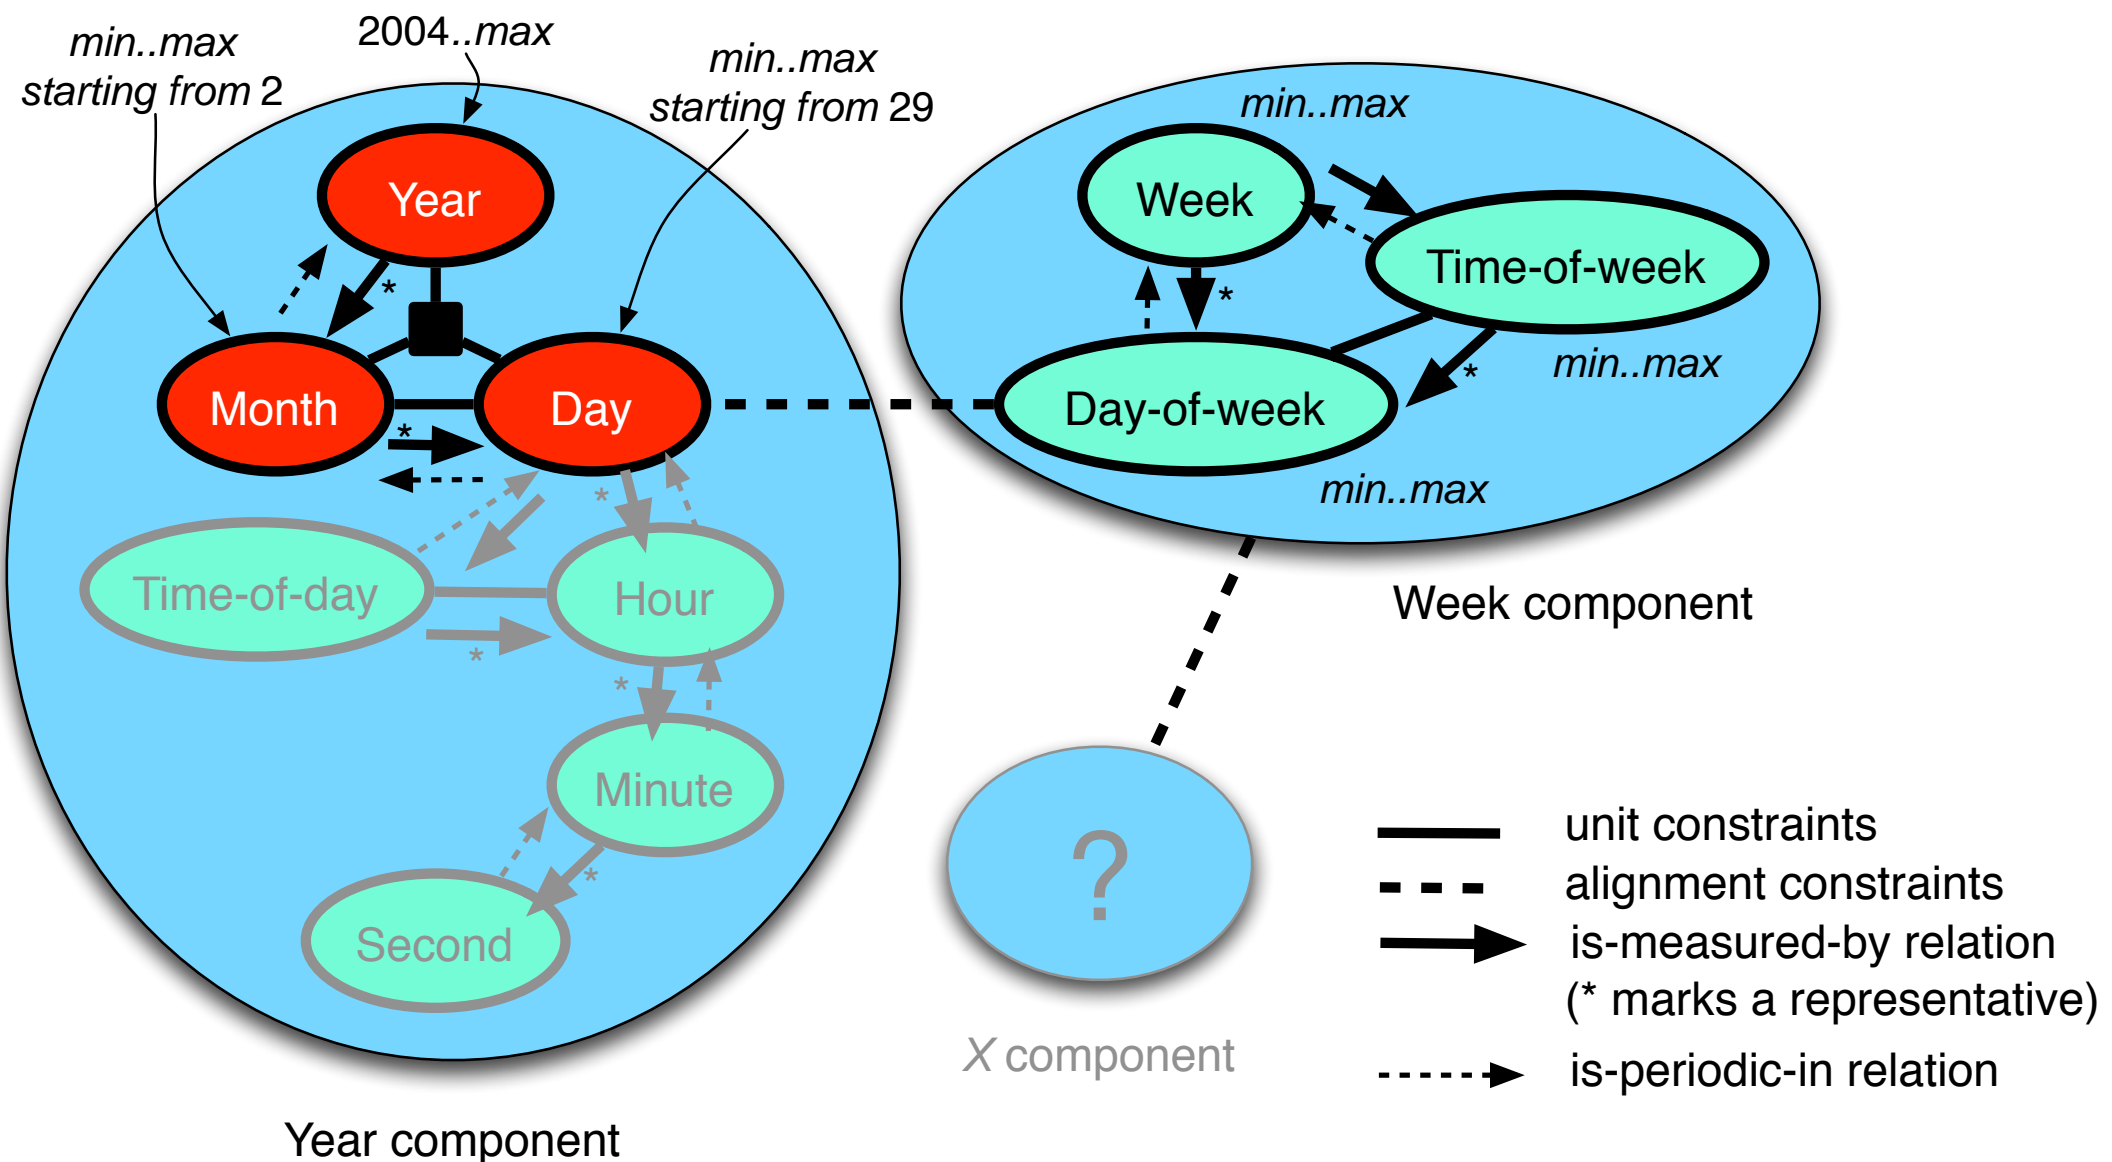 min..max
starting from 2
2004..max
min..max
starting from 29
Year
*
Month
Day
*
*
Time-of-day
Hour
*
*
Minute
*
Second
Year component
min..max
Week
Time-of-week
*
min..max
*
Day-of-week
min..max
Week component
?
X component
unit constraints
alignment constraints
is-measured-by relation
(* marks a representative)
is-periodic-in relation